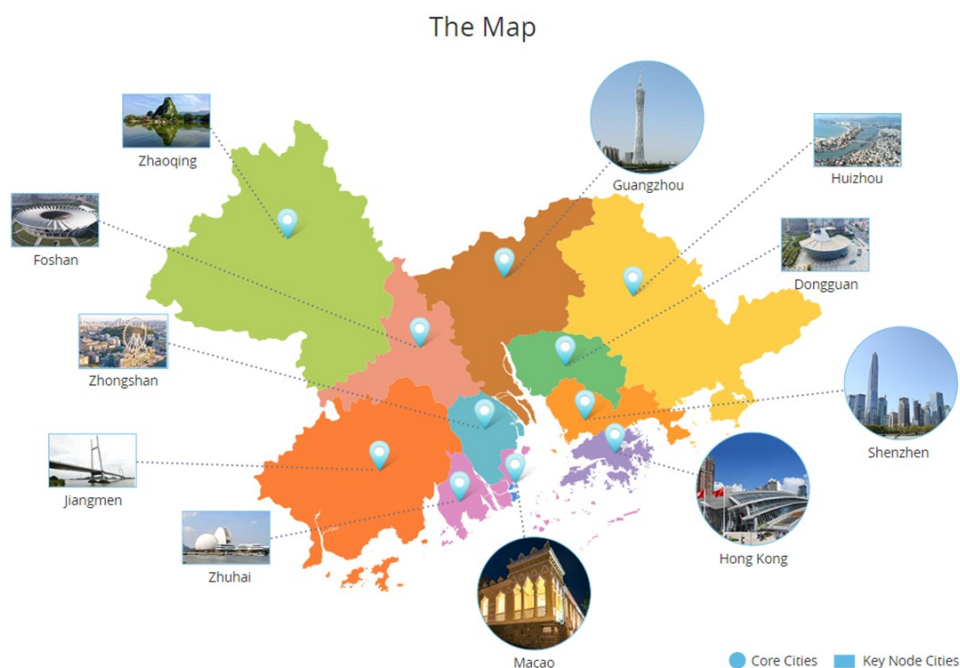 The Map
Zhaoqing
Guangzhou
Huizhou
Foshan
Dongguan
Zhongshan
Shenzhen
Jiangmen
Hong Kong
Zhuhai
Macao
Core Cities
Key Node Cities